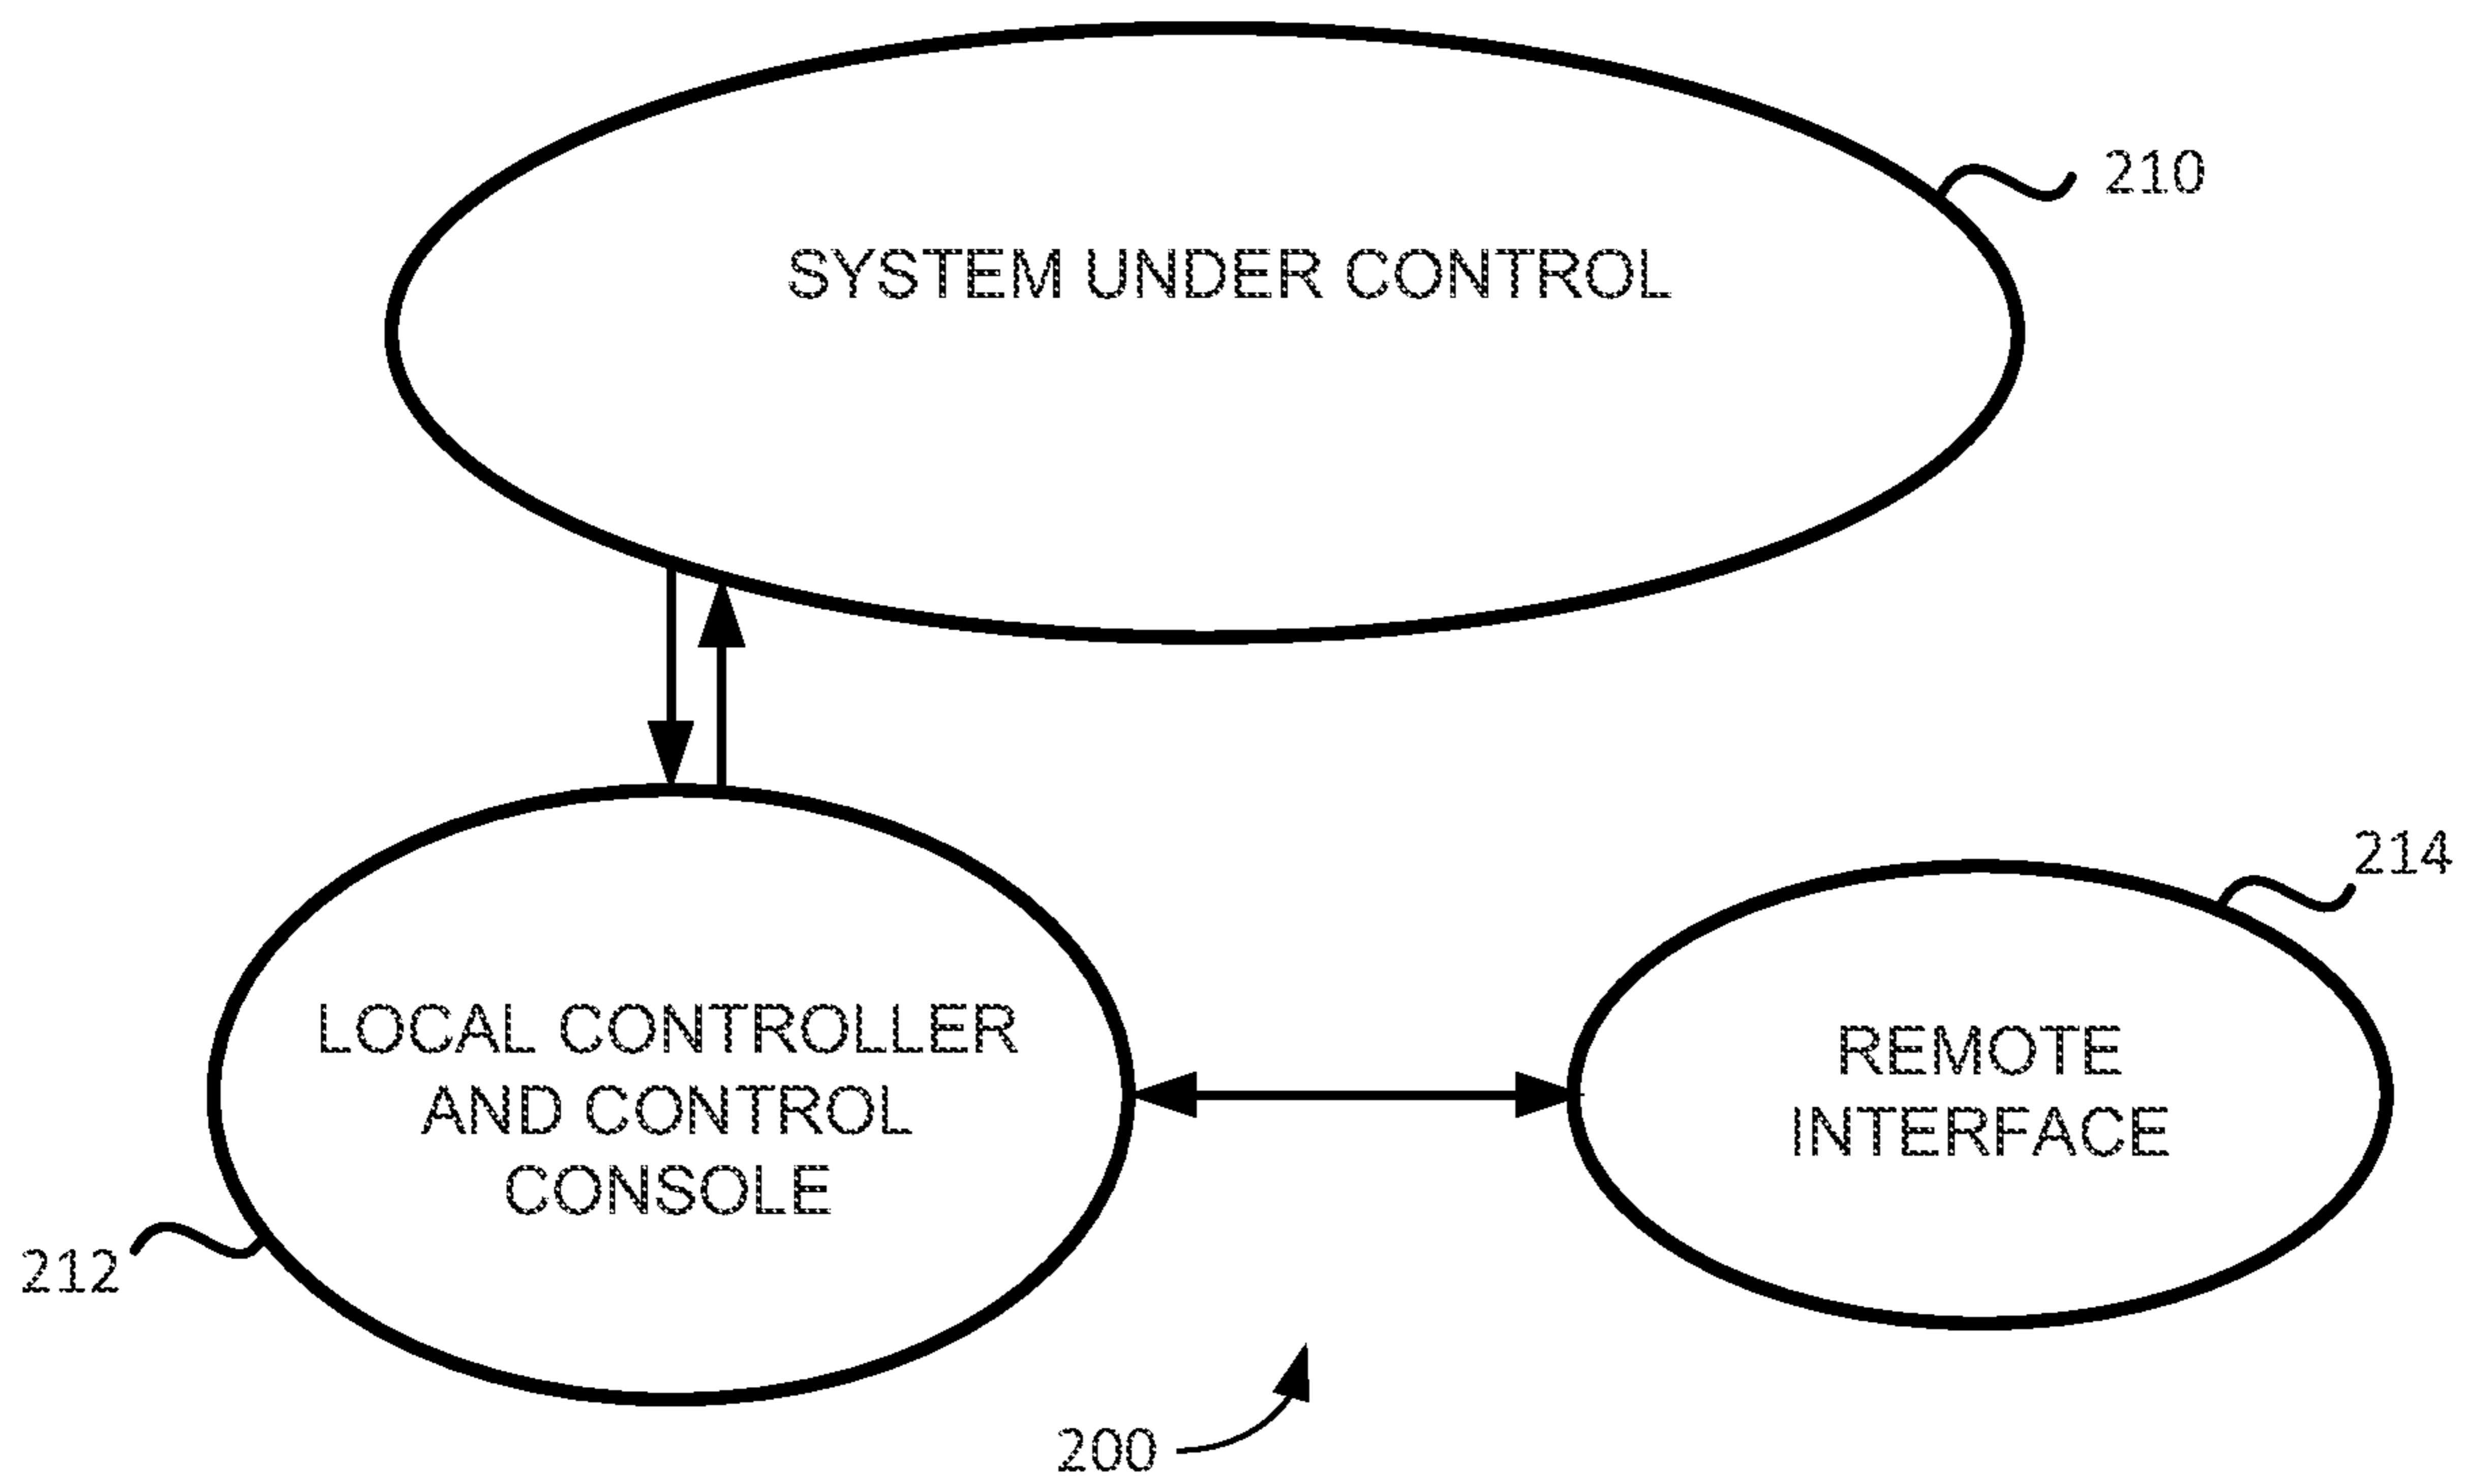 210
SYSTEM UNDER CONTROL
214
LOCAL CONTROLLER
AND CONTROL
CONSOLE
REMOTE
INTERFACE
212
200